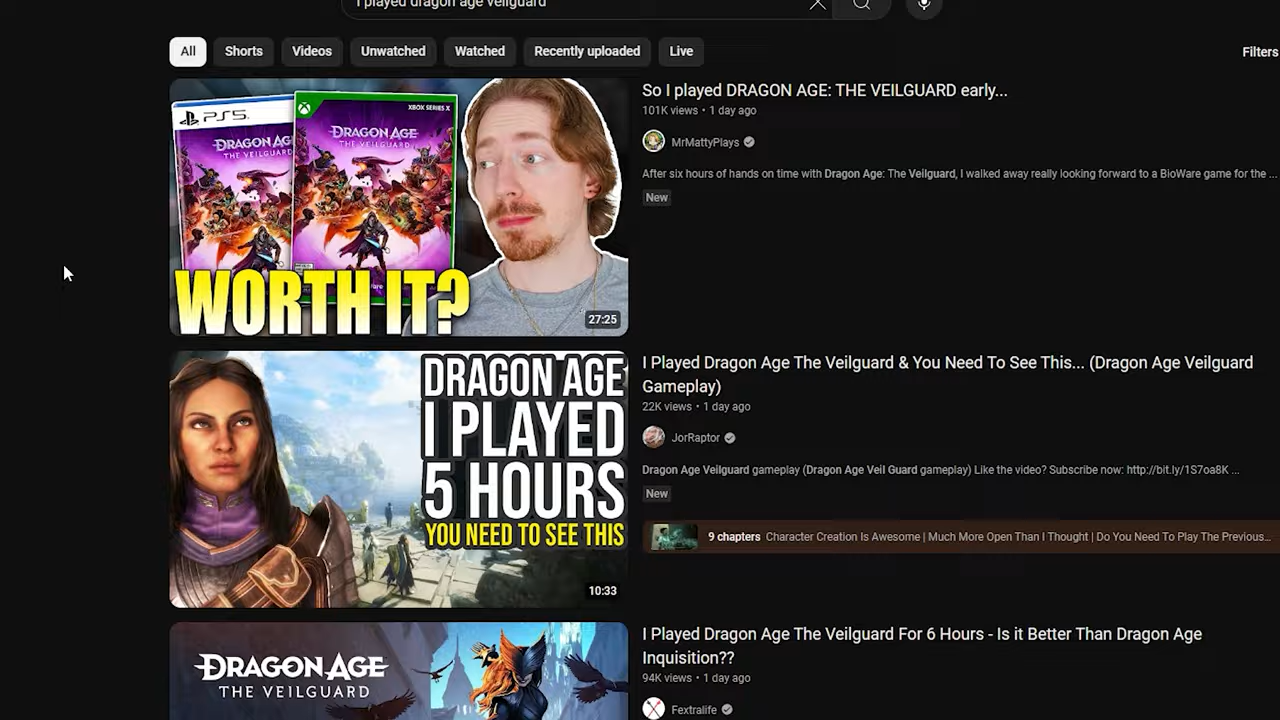 I played dragon age veilguard
All
Shorts
Videos
Unwatched
Watched
Recently uploaded
Live
Filters
PS5
XBOX SERIES X
DRAGON AGE
THE VEILGUARD
DRAGON AGE
THE VEILGUARD
WORTH IT?
27:25
So I played DRAGON AGE: THE VEILGUARD early...
101K views • 1 day ago
MrMattyPlays
After six hours of hands on time with Dragon Age: The Veilguard, I walked away really looking forward to a BioWare game for the ...
New
DRAGON AGE
I PLAYED
5 HOURS
YOU NEED TO SEE THIS
10:33
I Played Dragon Age The Veilguard & You Need To See This... (Dragon Age Veilguard
Gameplay)
22K views • 1 day ago
JorRaptor
Dragon Age Veilguard gameplay (Dragon Age Veil Guard gameplay) Like the video? Subscribe now: http://bit.ly/1S7oa8K ...
New
9 chapters Character Creation Is Awesome | Much More Open Than I Thought | Do You Need To Play The Previous...
DRAGON AGE
THE VEILGUARD
I Played Dragon Age The Veilguard For 6 Hours - Is it Better Than Dragon Age
Inquisition??
94K views • 1 day ago
Fextralife